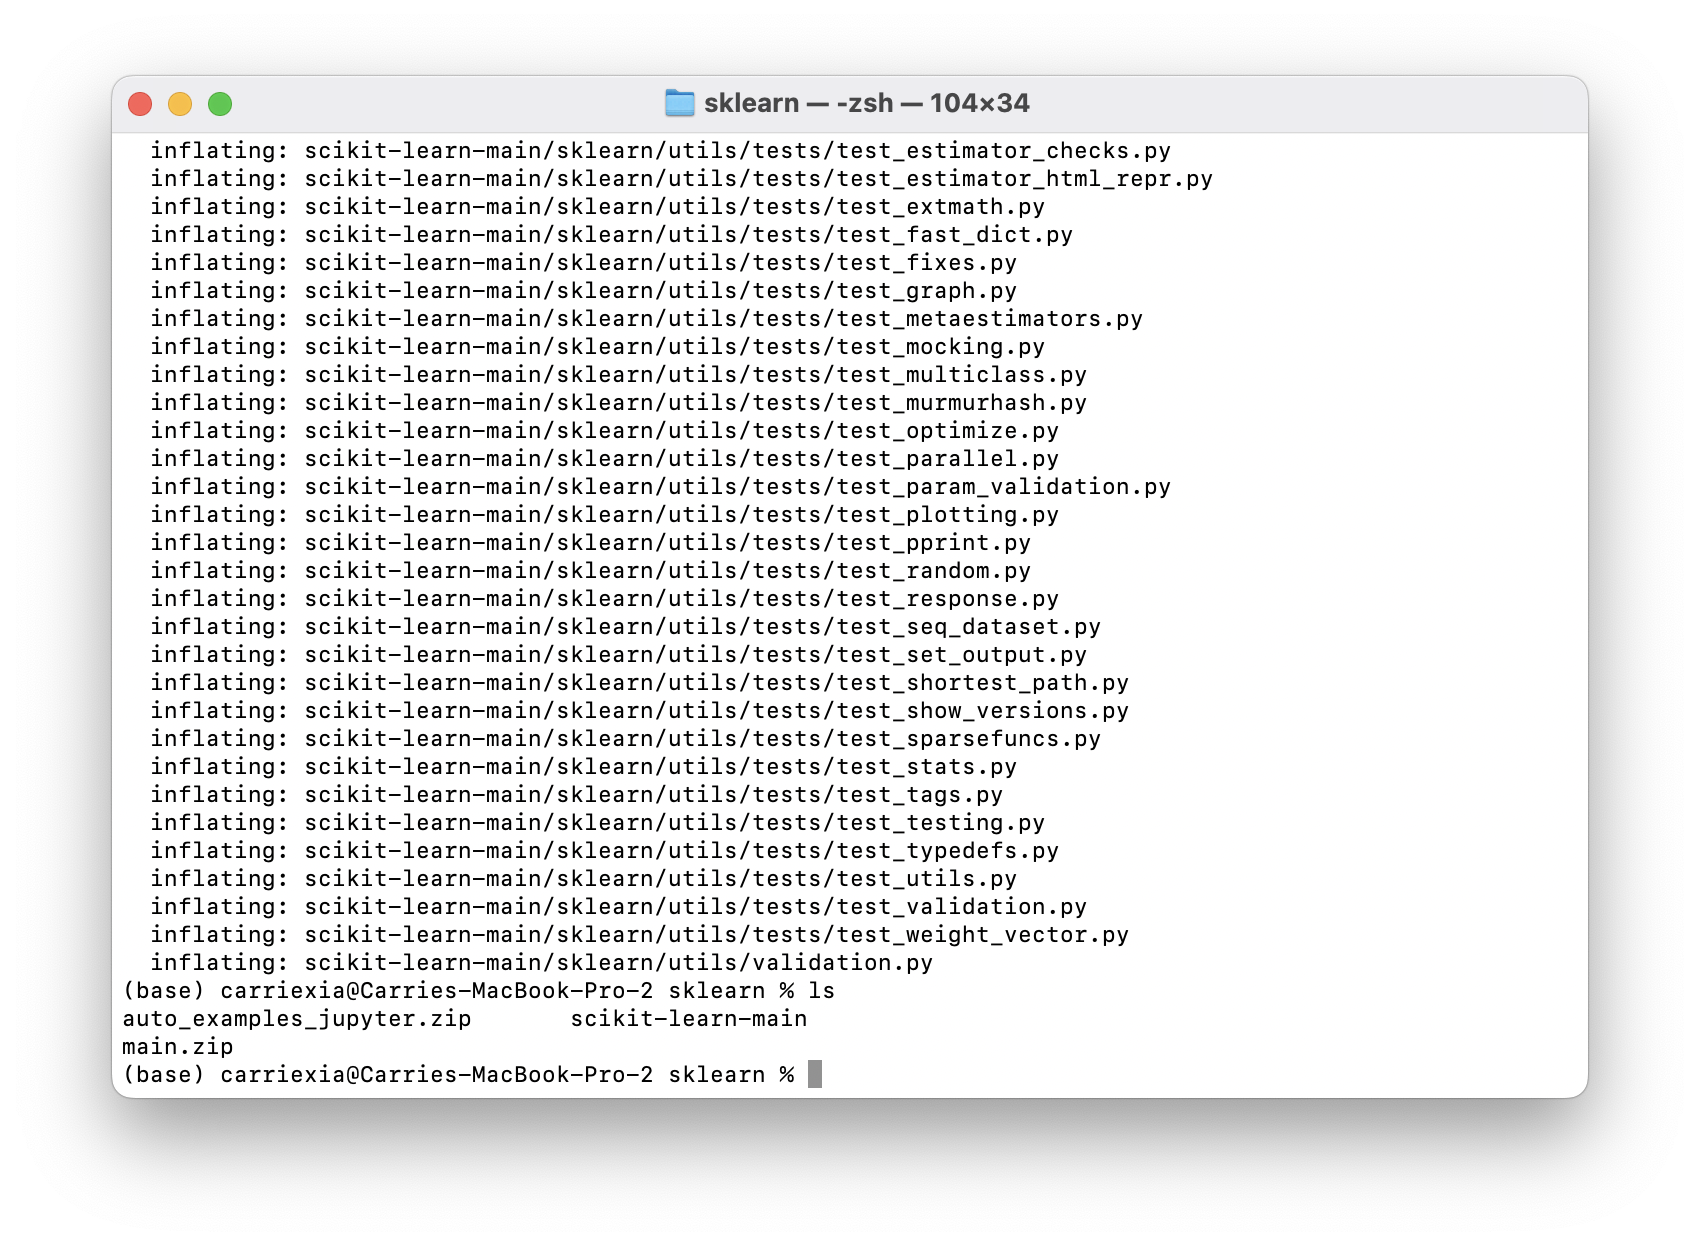 sklearn — -zsh — 104×34
inflating: scikit-learn-main/sklearn/utils/tests/test_estimator_checks.py
inflating: scikit-learn-main/sklearn/utils/tests/test_estimator_html_repr.py
inflating: scikit-learn-main/sklearn/utils/tests/test_extmath.py
inflating: scikit-learn-main/sklearn/utils/tests/test_fast_dict.py
inflating: scikit-learn-main/sklearn/utils/tests/test_fixes.py
inflating: scikit-learn-main/sklearn/utils/tests/test_graph.py
inflating: scikit-learn-main/sklearn/utils/tests/test_metaestimators.py
inflating: scikit-learn-main/sklearn/utils/tests/test_mocking.py
inflating: scikit-learn-main/sklearn/utils/tests/test_multiclass.py
inflating: scikit-learn-main/sklearn/utils/tests/test_murmurhash.py
inflating: scikit-learn-main/sklearn/utils/tests/test_optimize.py
inflating: scikit-learn-main/sklearn/utils/tests/test_parallel.py
inflating: scikit-learn-main/sklearn/utils/tests/test_param_validation.py
inflating: scikit-learn-main/sklearn/utils/tests/test_plotting.py
inflating: scikit-learn-main/sklearn/utils/tests/test_pprint.py
inflating: scikit-learn-main/sklearn/utils/tests/test_random.py
inflating: scikit-learn-main/sklearn/utils/tests/test_response.py
inflating: scikit-learn-main/sklearn/utils/tests/test_seq_dataset.py
inflating: scikit-learn-main/sklearn/utils/tests/test_set_output.py
inflating: scikit-learn-main/sklearn/utils/tests/test_shortest_path.py
inflating: scikit-learn-main/sklearn/utils/tests/test_show_versions.py
inflating: scikit-learn-main/sklearn/utils/tests/test_sparsefuncs.py
inflating: scikit-learn-main/sklearn/utils/tests/test_stats.py
inflating: scikit-learn-main/sklearn/utils/tests/test_tags.py
inflating: scikit-learn-main/sklearn/utils/tests/test_testing.py
inflating: scikit-learn-main/sklearn/utils/tests/test_typedefs.py
inflating: scikit-learn-main/sklearn/utils/tests/test_utils.py
inflating: scikit-learn-main/sklearn/utils/tests/test_validation.py
inflating: scikit-learn-main/sklearn/utils/tests/test_weight_vector.py
inflating: scikit-learn-main/sklearn/utils/validation.py
(base) carriexia@Carries-MacBook-Pro-2 sklearn % ls
auto_examples_jupyter.zip       scikit-learn-main
main.zip
(base) carriexia@Carries-MacBook-Pro-2 sklearn %